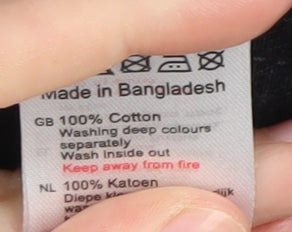 Made in Bangladesh
GB 100% Cotton
Washing deep colours
separately
Wash inside out
Keep away from fire
NL 100% Katoen
Diepe